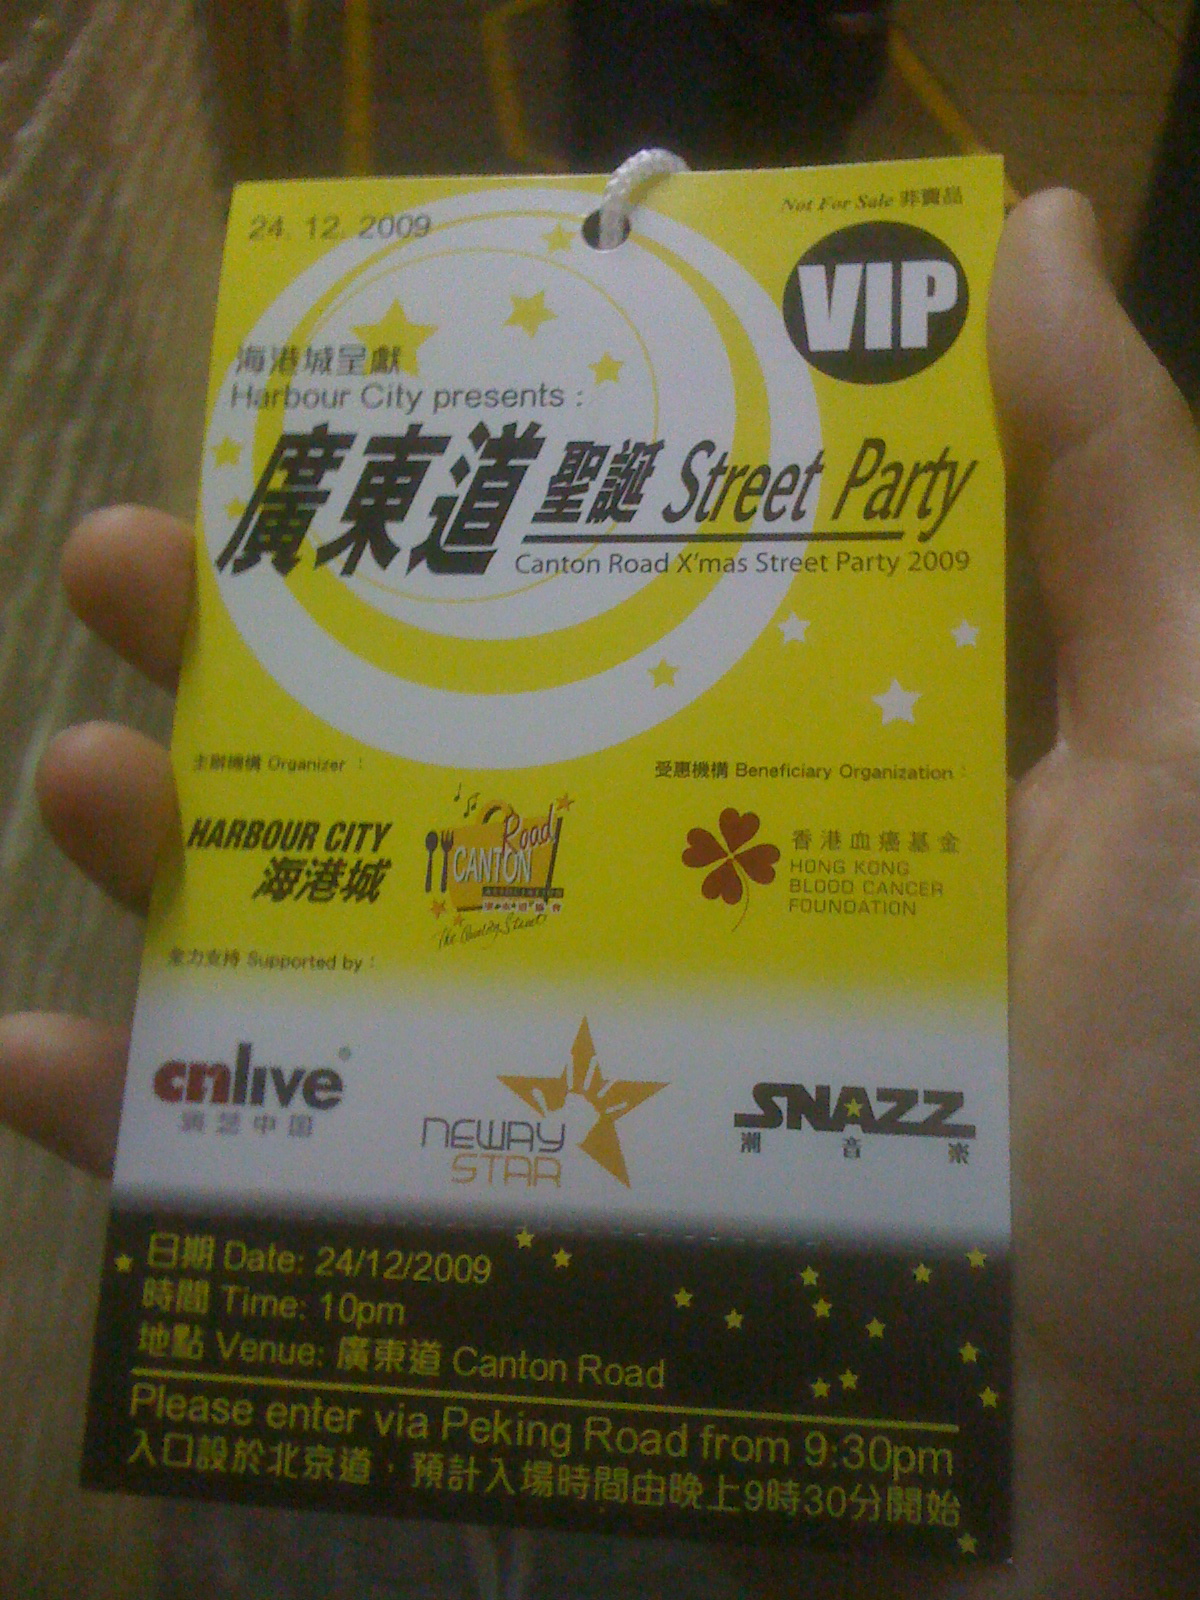 Not For Sale 非賣品
24. 12. 2009
VIP
海港城呈獻
Harbour City presents :
廣東道 聖誕 Street Party
Canton Road X'mas Street Party 2009
主辦機構 Organizer :
受惠機構 Beneficiary Organization :
HARBOUR CITY
海港城
Road
CANTON
The Country Street
香港血癌基金
HONG KONG
BLOOD CANCER
FOUNDATION
全力支持 Supported by :
cnlive
中国
NEWAY
STAR
SNAZZ
潮音楽
日期 Date: 24/12/2009
時間 Time: 10pm
地點 Venue: 廣東道 Canton Road
Please enter via Peking Road from 9:30pm
入口設於北京道，預計入場時間由晚上9時30分開始